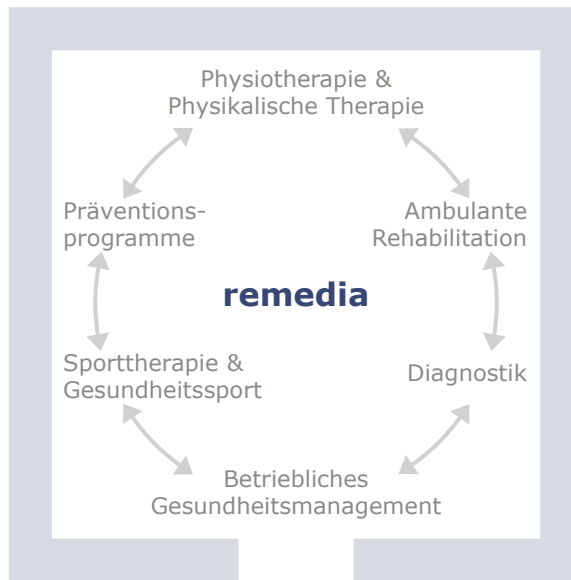 Physiotherapie &
Physikalische Therapie
Präventions-
programme
Ambulante
Rehabilitation
remedia
Sporttherapie &
Gesundheitssport
Diagnostik
Betriebliches
Gesundheitsmanagement